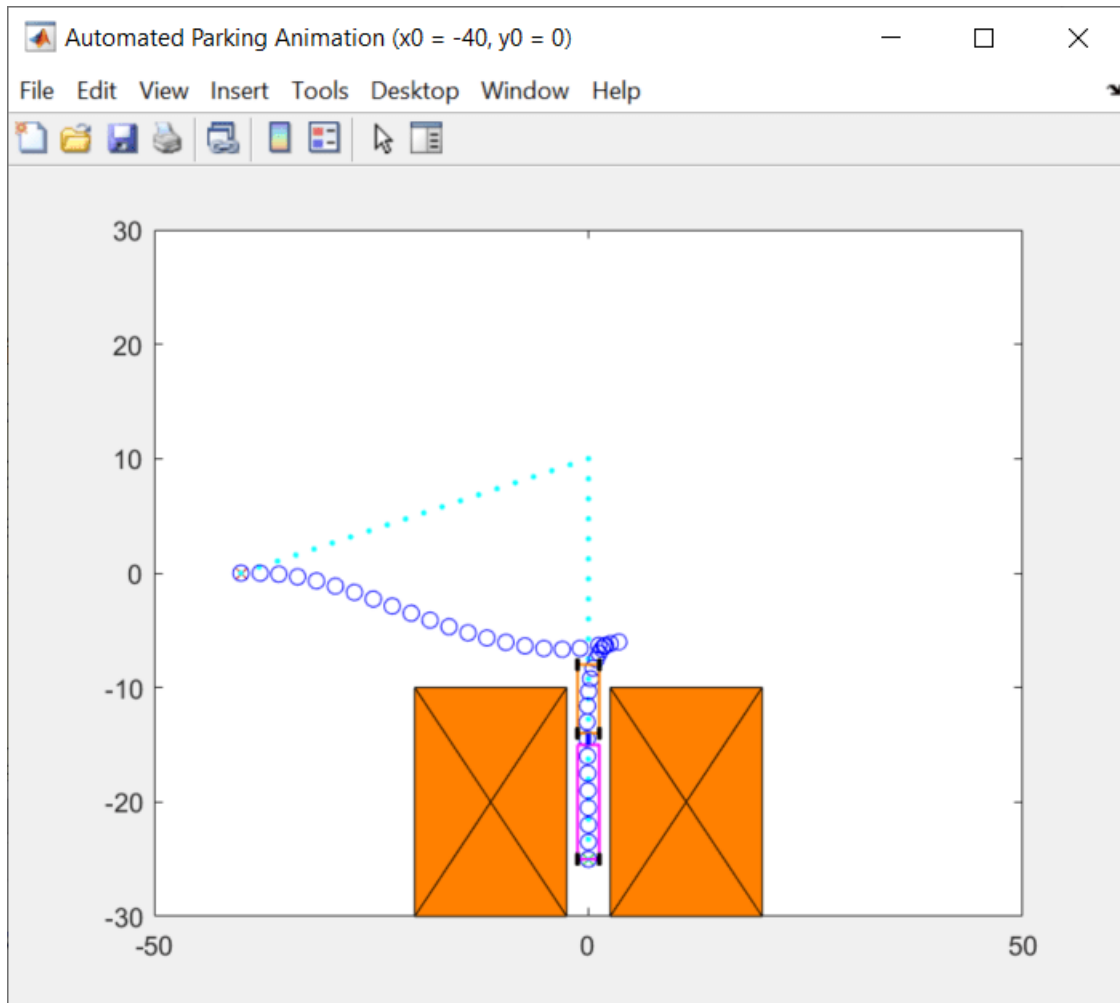 Automated Parking Animation (x0 = -40, y0 = 0)
File Edit View Insert Tools Desktop Window Help
30
20
10
0
-10
-20
-30
-50 0 50